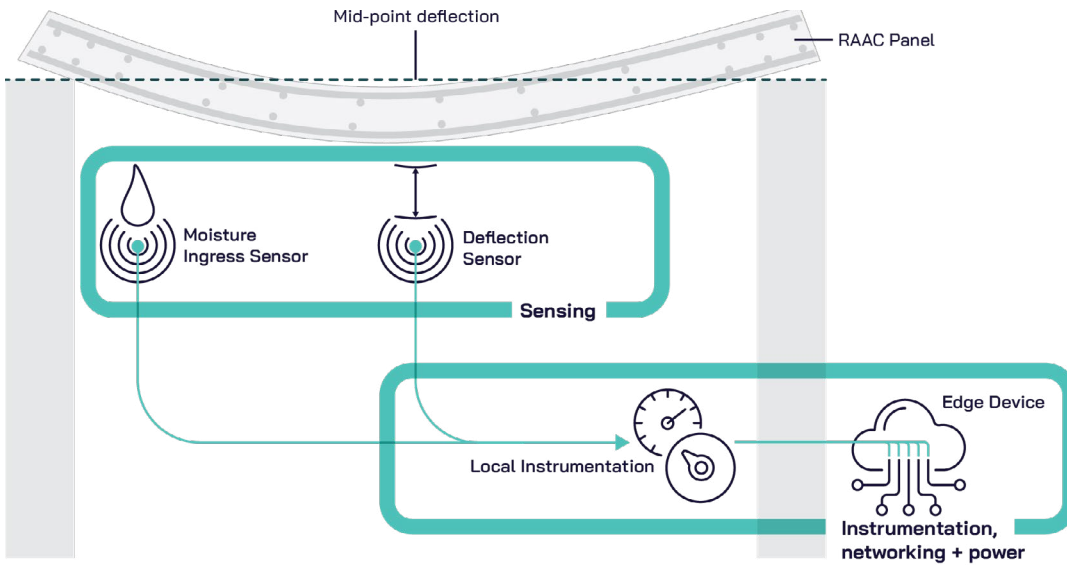 Mid-point deflection
RAAC Panel
Moisture
Ingress Sensor
Deflection
Sensor
Sensing
Edge Device
Local Instrumentation
Instrumentation,
networking + power